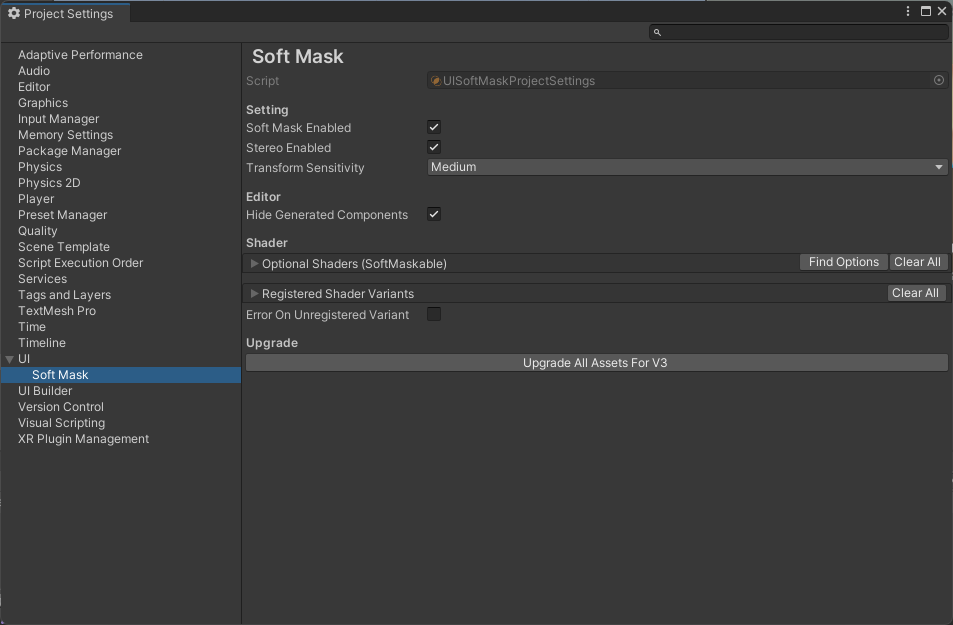 Project Settings
Adaptive Performance
Audio
Editor
Graphics
Input Manager
Memory Settings
Package Manager
Physics
Physics 2D
Player
Preset Manager
Quality
Scene Template
Script Execution Order
Services
Tags and Layers
TextMesh Pro
Time
Timeline
UI
Soft Mask
UI Builder
Version Control
Visual Scripting
XR Plugin Management
Soft Mask
Script UISoftMaskProjectSettings
Setting
Soft Mask Enabled
Stereo Enabled
Transform Sensitivity Medium
Editor
Hide Generated Components
Shader
Optional Shaders (SoftMaskable) Find Options Clear All
Registered Shader Variants Clear All
Error On Unregistered Variant
Upgrade
Upgrade All Assets For V3